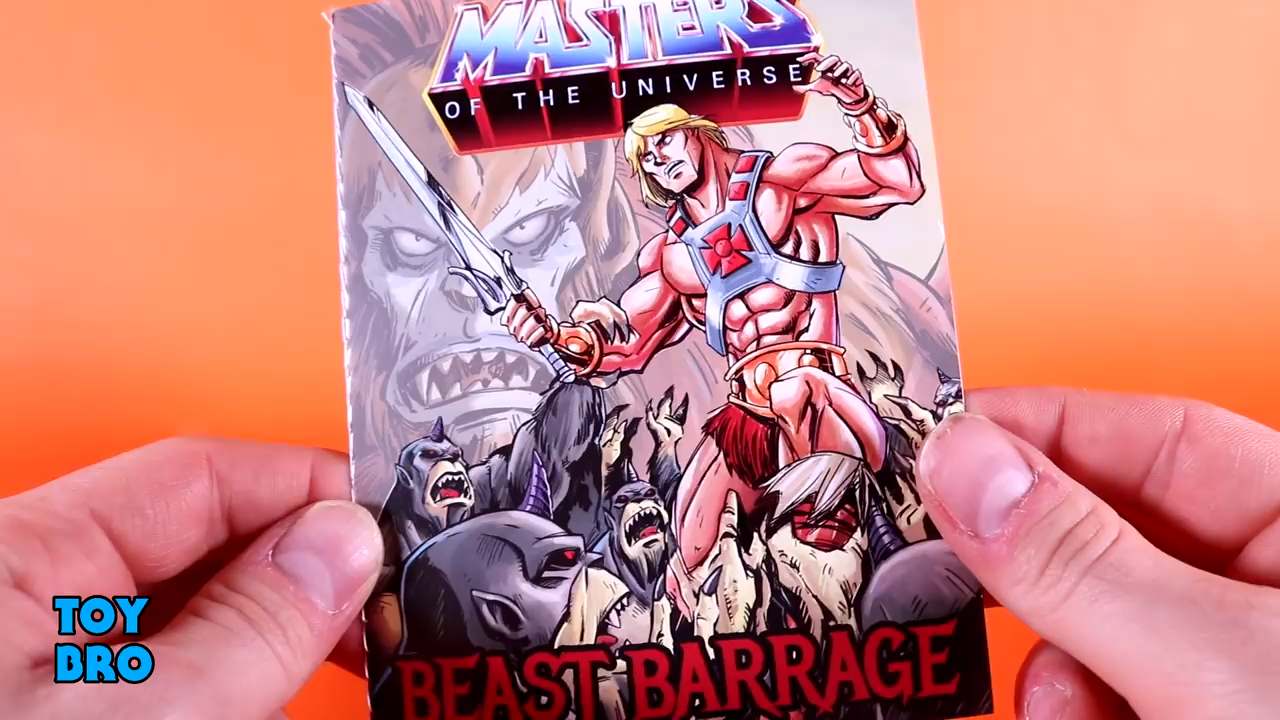 MASTERS
OF THE UNIVERSE
BEAST BARRAGE
TOY
BRO